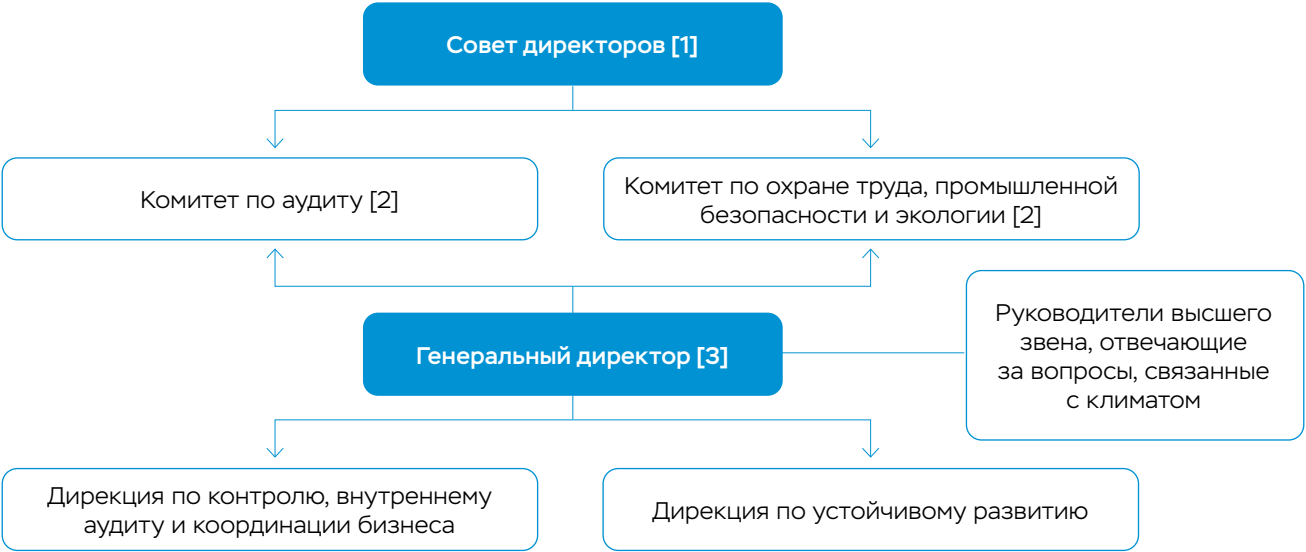 Совет директоров [1]
Комитет по аудиту [2]
Комитет по охране труда, промышленной
безопасности и экологии [2]
Генеральный директор [3]
Руководители высшего
звена, отвечающие
за вопросы, связанные
с климатом
Дирекция по контролю, внутреннему
аудиту и координации бизнеса
Дирекция по устойчивому развитию